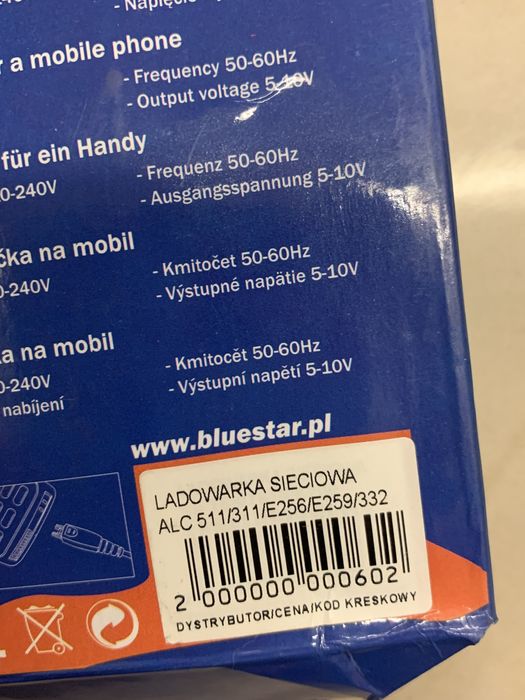 - Napięcie
r a mobile phone
- Frequency 50-60Hz
- Output voltage 5-10V
für ein Handy
0-240V
- Frequenz 50-60Hz
- Ausgangsspannung 5-10V
čka na mobil
0-240V
- Kmitočet 50-60Hz
- Výstupné napätie 5-10V
ka na mobil
0-240V
nabíjení
- Kmitočět 50-60Hz
- Výstupní napětí 5-10V
www.bluestar.pl
LADOWARKA SIECIOWA
ALC 511/311/E256/E259/332
2 000000 000602
DYSTRYBUTOR/CENA/KOD KRESKOWY